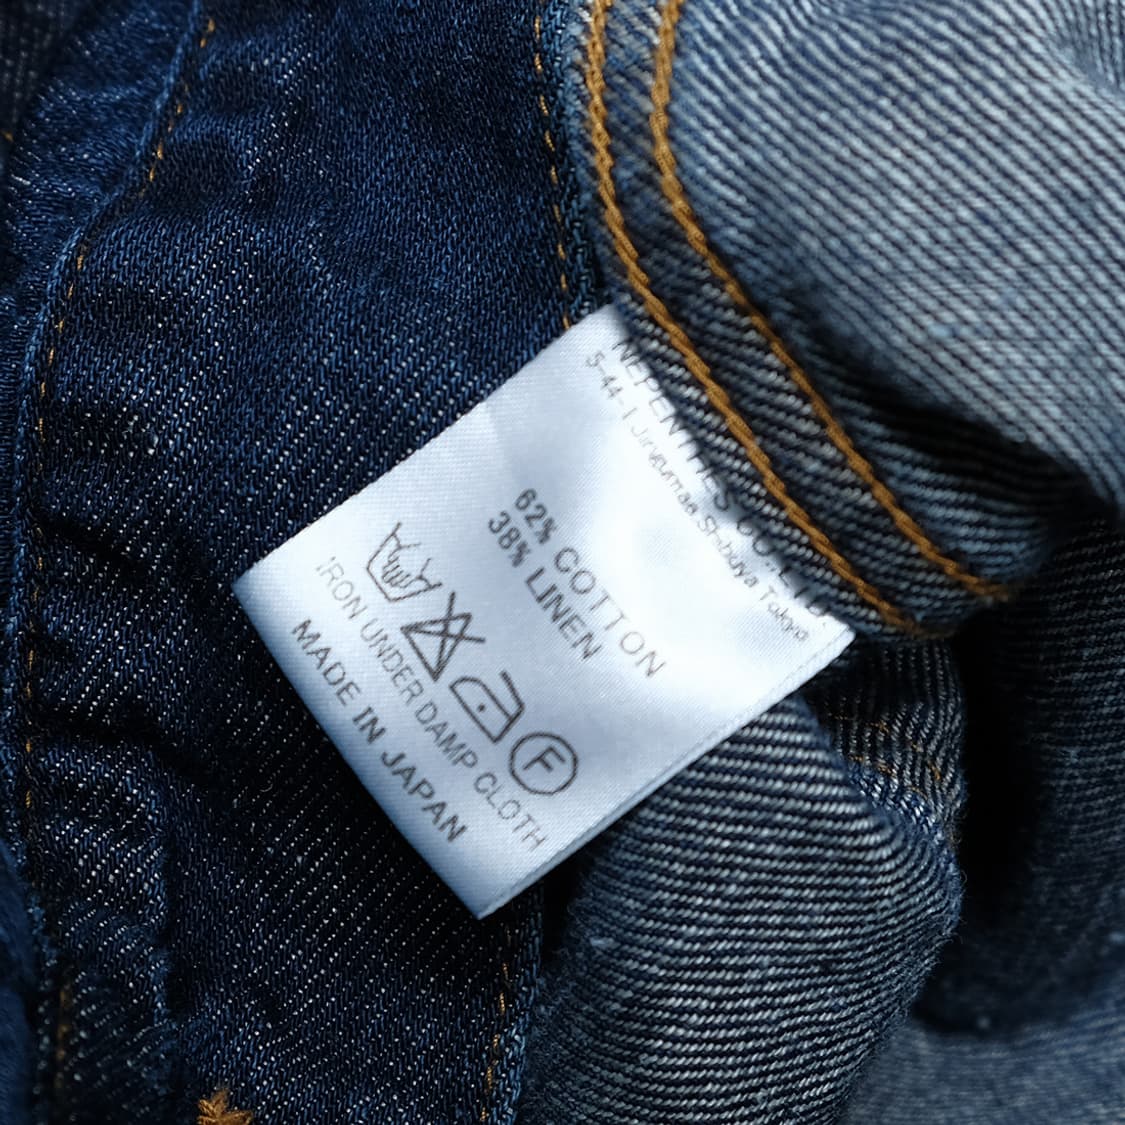 NEPENTHES CO., LTD.
5-44-1 Jingumae Shibuya Tokyo
62% COTTON
38% LINEN
F
IRON UNDER DAMP CLOTH
MADE IN JAPAN